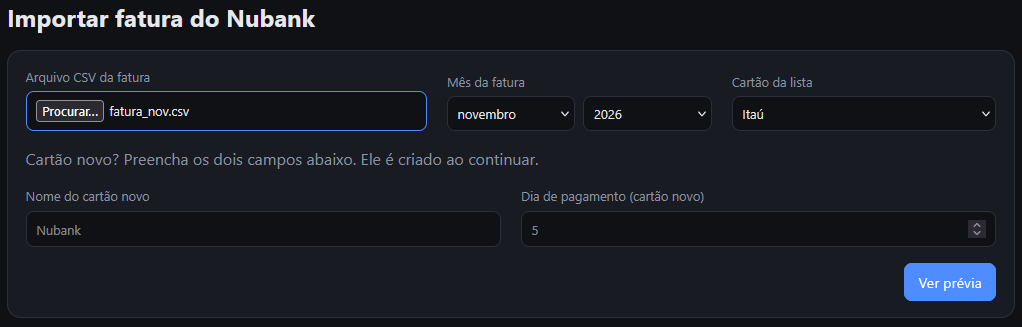 Importar fatura do Nubank
Arquivo CSV da fatura
Procurar... fatura_nov.csv
Mês da fatura
novembro 2026
Cartão da lista
Itaú
Cartão novo? Preencha os dois campos abaixo. Ele é criado ao continuar.
Nome do cartão novo
Nubank
Dia de pagamento (cartão novo)
5
Ver prévia